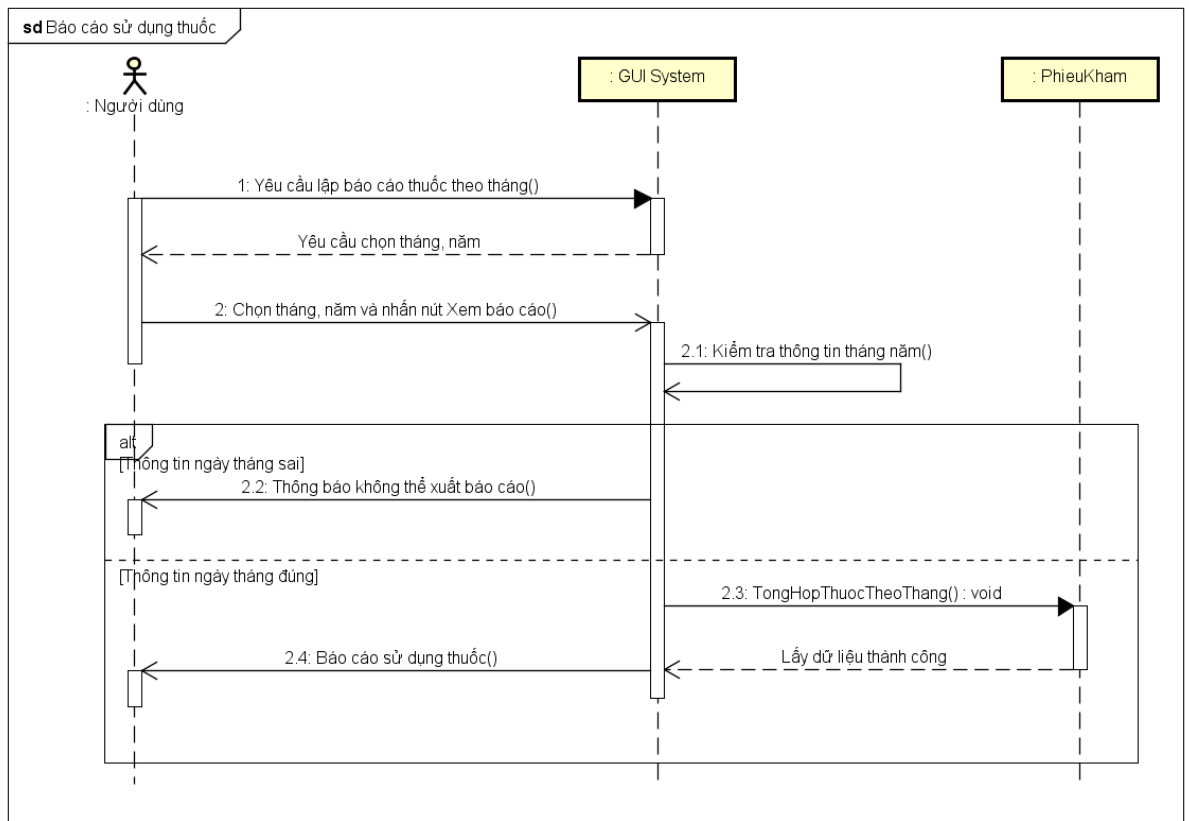 sd Báo cáo sử dụng thuốc
: Người dùng
: GUI System
: PhieuKham
1: Yêu cầu lập báo cáo thuốc theo tháng()
Yêu cầu chọn tháng, năm
2: Chọn tháng, năm và nhấn nút Xem báo cáo()
2.1: Kiểm tra thông tin tháng năm()
alt
[Thông tin ngày tháng sai]
2.2: Thông báo không thể xuất báo cáo()
[Thông tin ngày tháng đúng]
2.3: TongHopThuocTheoThang() : void
2.4: Báo cáo sử dụng thuốc()
Lấy dữ liệu thành công